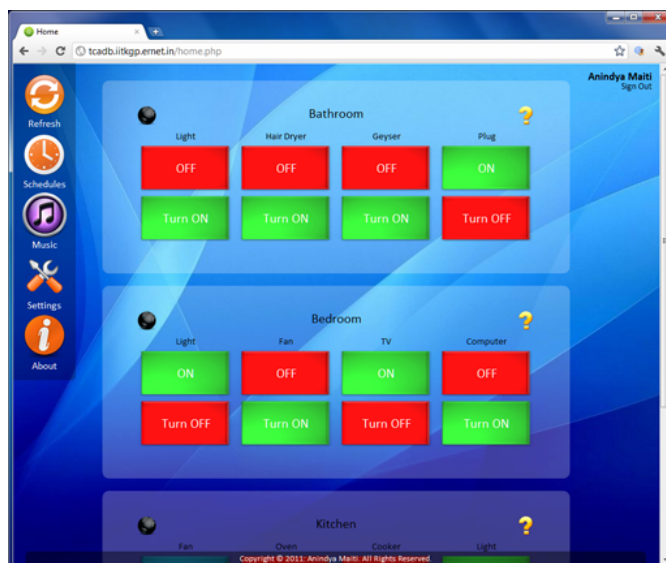 Home
tcadb.iitkgp.ernet.in/home.php
Anindya Maiti
Sign Out
Refresh
Schedules
Music
Settings
About
Bathroom
Light Hair Dryer Geyser Plug
OFF OFF OFF ON
Turn ON Turn ON Turn ON Turn OFF
Bedroom
Light Fan TV Computer
ON OFF ON OFF
Turn OFF Turn ON Turn OFF Turn ON
Kitchen
Fan Oven Cooker Light
Copyright © 2011: Anindya Maiti. All Rights Reserved.